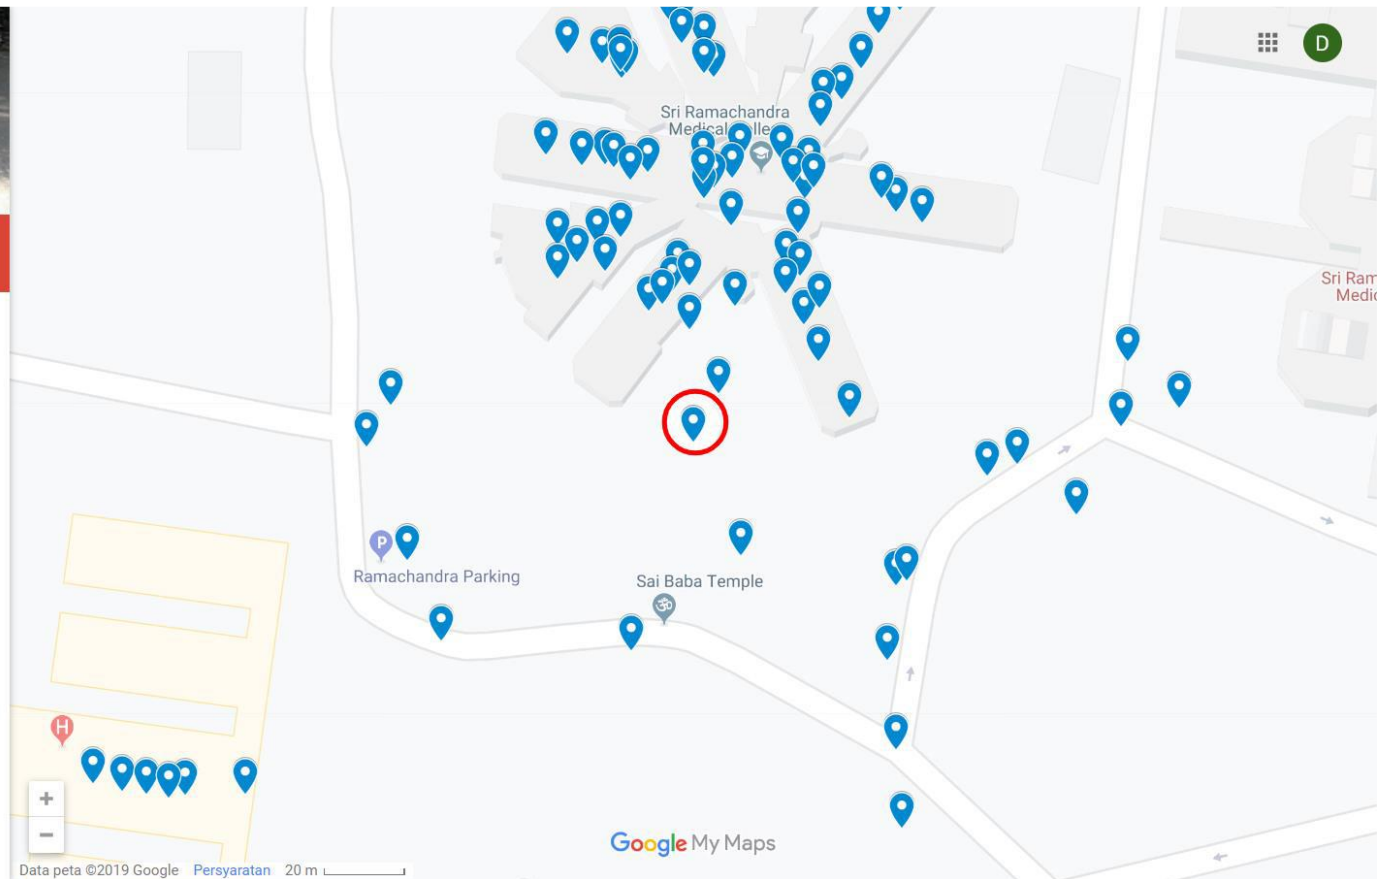 D
Sri Ramachandra
Sri Ram
Medic
P
Ramachandra Parking
Sai Baba Temple
ॐ
H
+
−
Google My Maps
Data peta ©2019 Google Persyaratan 20 m